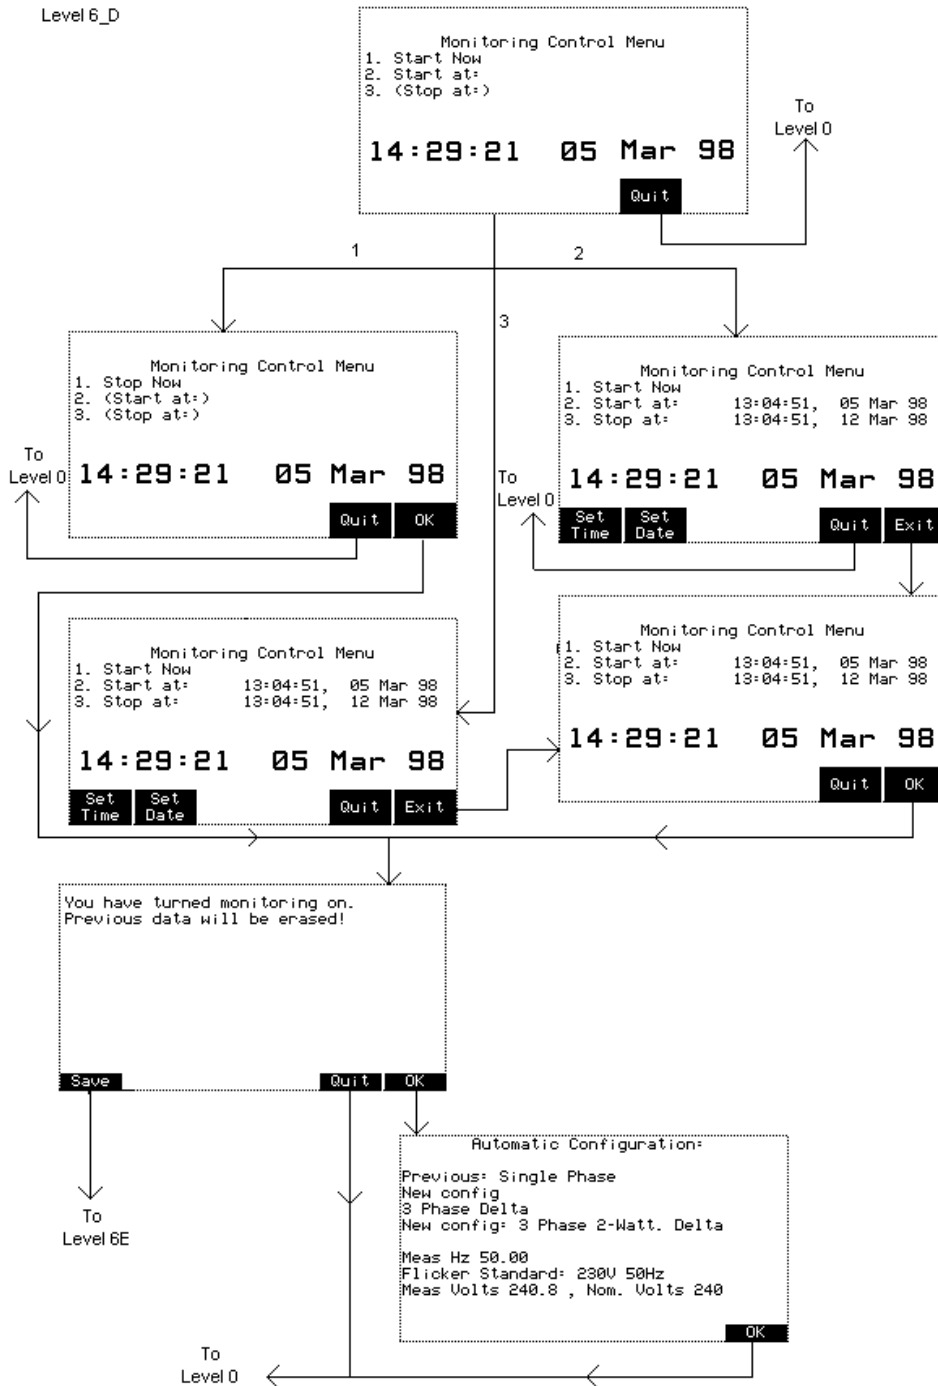 Level 6_D
Monitoring Control Menu
1. Start Now
2. Start at:
3. (Stop at:)
14:29:21 05 Mar 98
Quit
To
Level 0
1
2
3
Monitoring Control Menu
1. Stop Now
2. (Start at:)
3. (Stop at:)
14:29:21 05 Mar 98
Quit OK
To
Level 0
Monitoring Control Menu
1. Start Now
2. Start at: 13:04:51, 05 Mar 98
3. Stop at: 13:04:51, 12 Mar 98
14:29:21 05 Mar 98
Set Time
Set Date
Quit Exit
To
Level 0
Monitoring Control Menu
1. Start Now
2. Start at: 13:04:51, 05 Mar 98
3. Stop at: 13:04:51, 12 Mar 98
14:29:21 05 Mar 98
Set Time
Set Date
Quit Exit
Monitoring Control Menu
1. Start Now
2. Start at: 13:04:51, 05 Mar 98
3. Stop at: 13:04:51, 12 Mar 98
14:29:21 05 Mar 98
Quit OK
You have turned monitoring on.
Previous data will be erased!
Save Quit OK
To
Level 6E
Automatic Configuration:
Previous: Single Phase
New config
3 Phase Delta
New config: 3 Phase 2-Watt. Delta
Meas Hz 50.00
Flicker Standard: 230V 50Hz
Meas Volts 240.8 , Nom. Volts 240
OK
To
Level 0